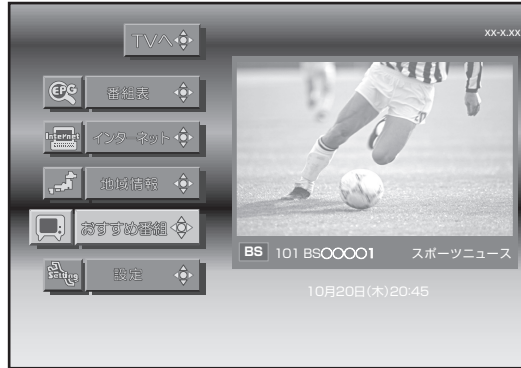 TVへ
xx-x.xx
EPG
番組表
Internet
インターネット
地域情報
おすすめ番組
Setting
設定
BS 101 BS○○○○1 スポーツニュース
10月20日(木)20:45